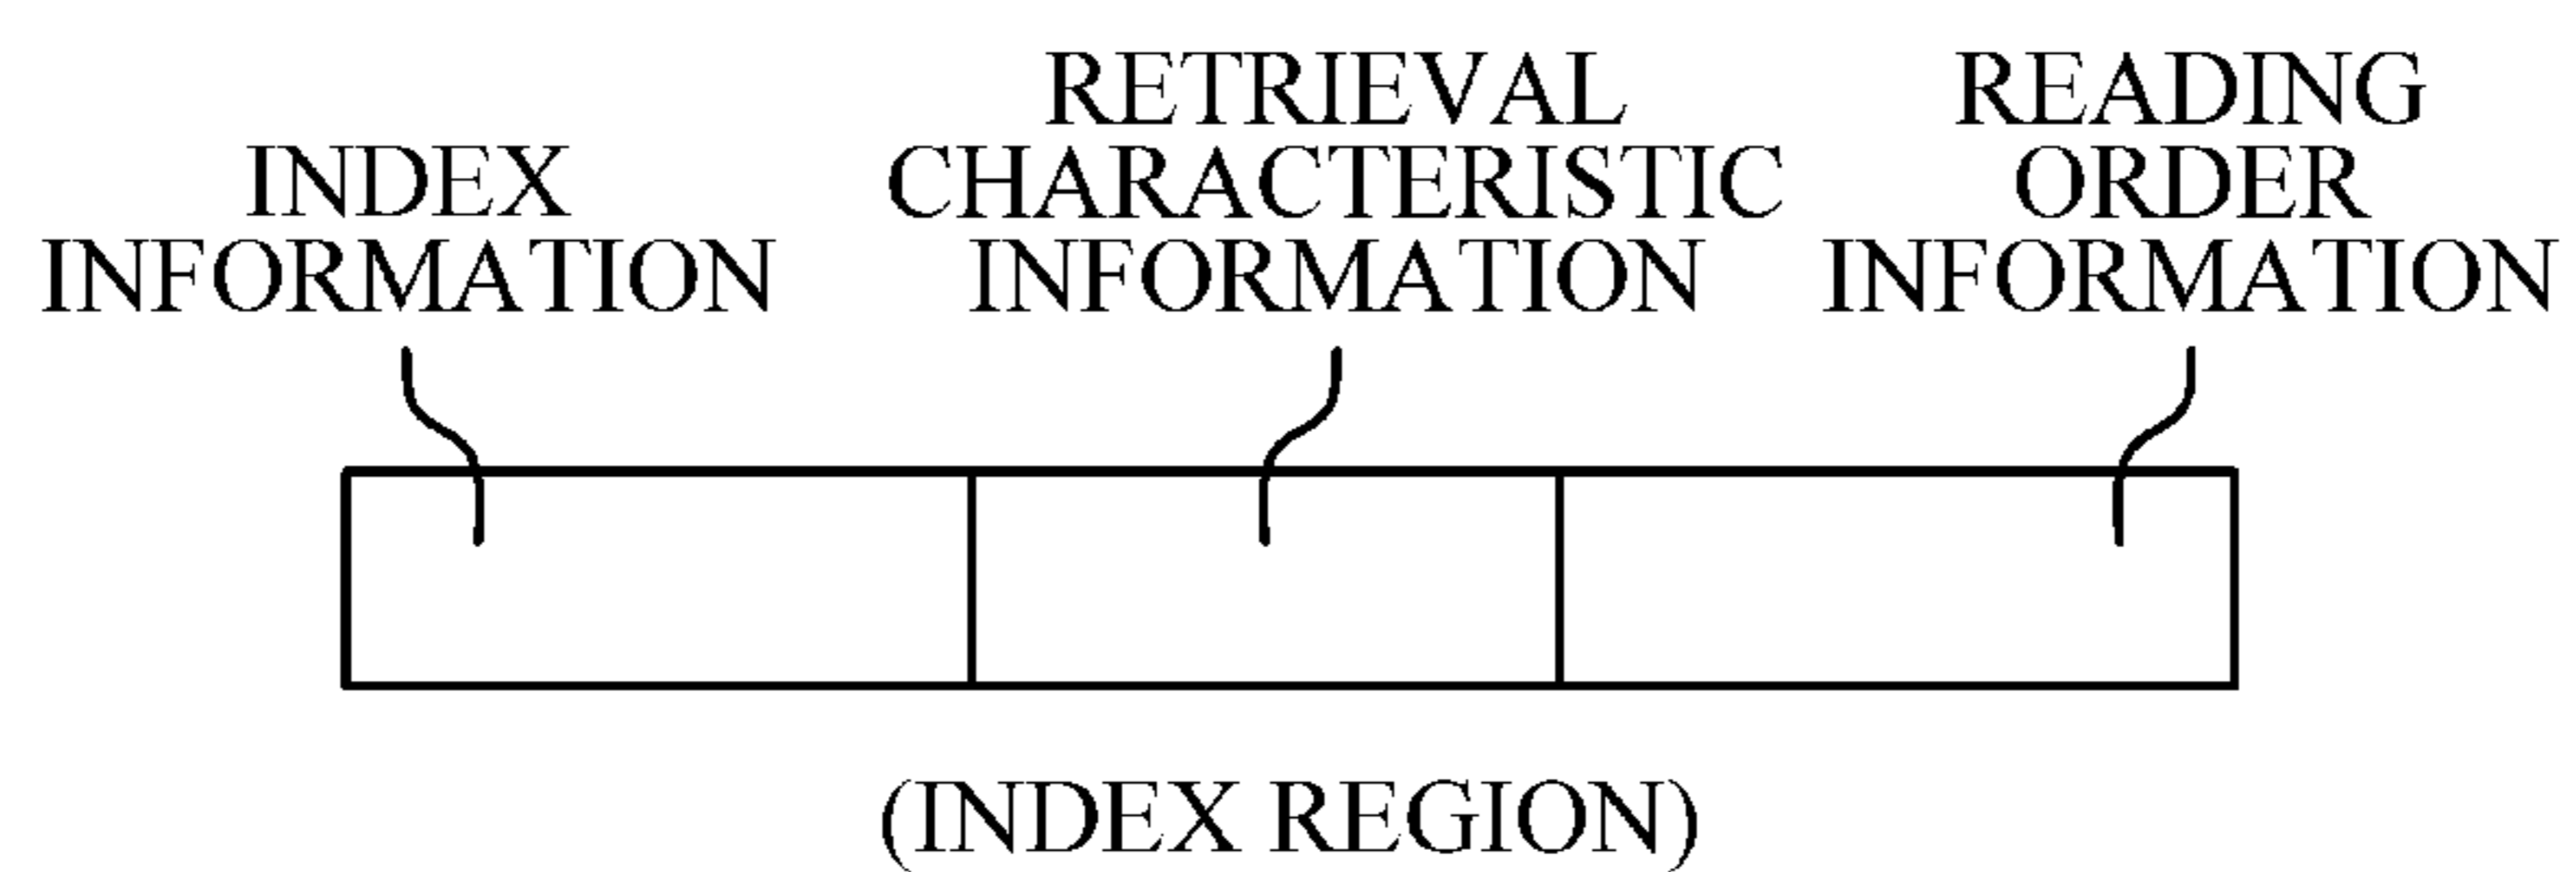 INDEX
INFORMATION
RETRIEVAL
CHARACTERISTIC
INFORMATION
READING
ORDER
INFORMATION
(INDEX REGION)